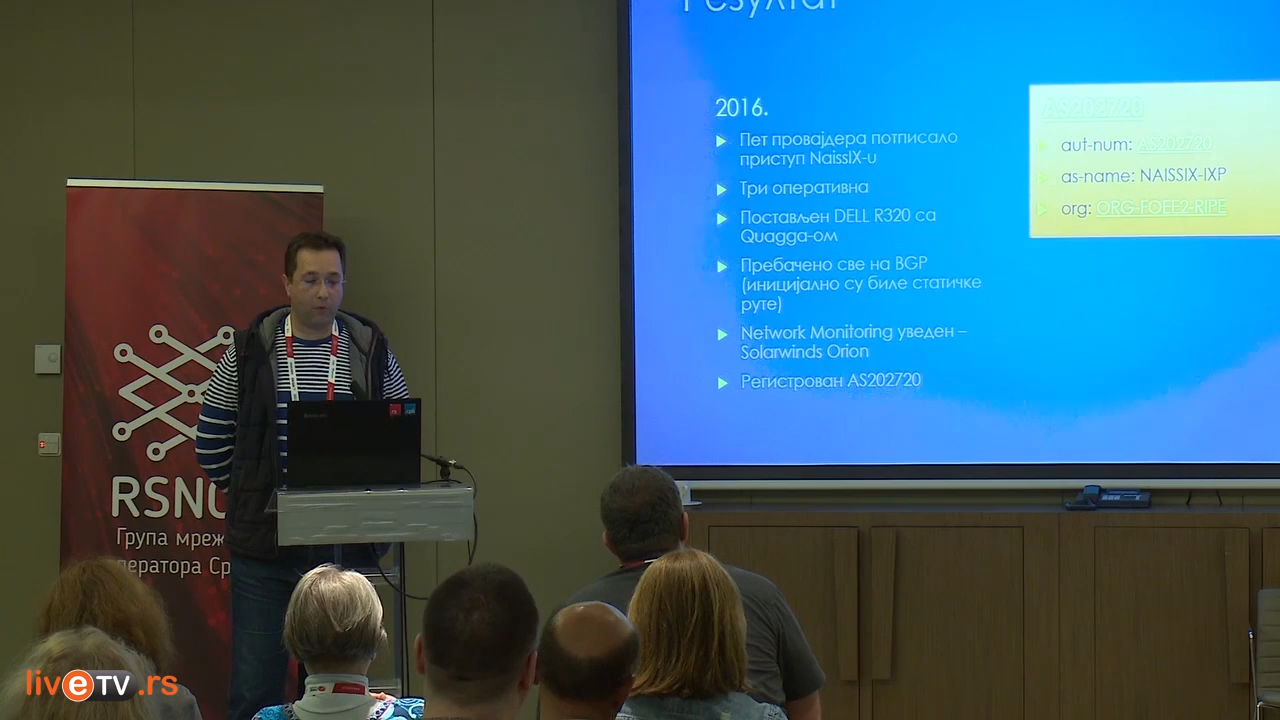 Резултат
2016.
Пет провајдера потписало
приступ NaissIX-u
Три оперативна
Постављен DELL R320 са
Quagga-ом
Пребачено све на BGP
(иницијално су биле статичке
руте)
Network Monitoring уведен –
Solarwinds Orion
Регистрован AS202720
AS202720
aut-num: AS202720
as-name: NAISSIX-IXP
org: ORG-FOEE2-RIPE
RSNO
Група мреж
ператора Ср
liveTV.rs